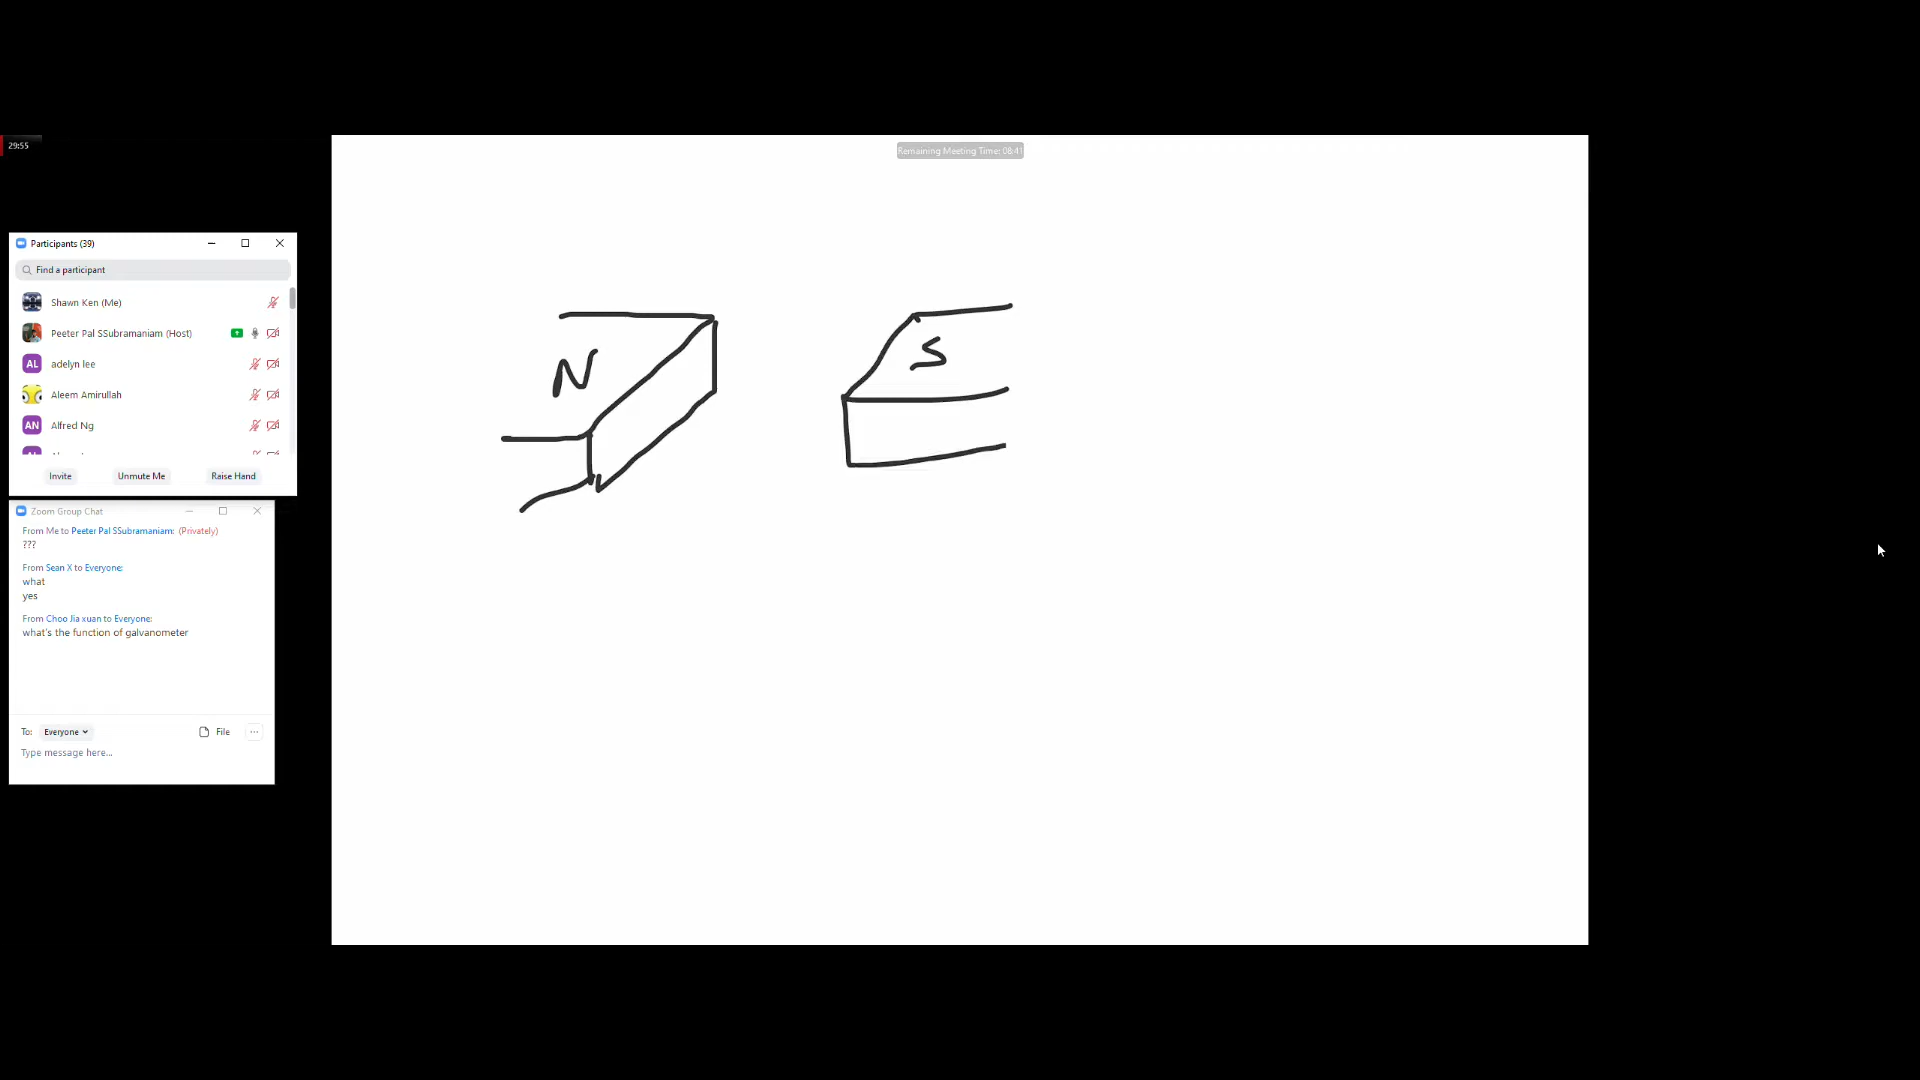 29:55
Remaining Meeting Time: 08:41
Participants (39)
Find a participant
Shawn Ken (Me)
Peeter Pal SSubramaniam (Host)
AL adelyn lee
Aleem Amirullah
AN Alfred Ng
Invite Unmute Me Raise Hand
Zoom Group Chat
From Me to Peeter Pal SSubramaniam: (Privately)
???
From Sean X to Everyone:
what
yes
From Choo Jia xuan to Everyone:
what's the function of galvanometer
To: Everyone File
Type message here...
N
S